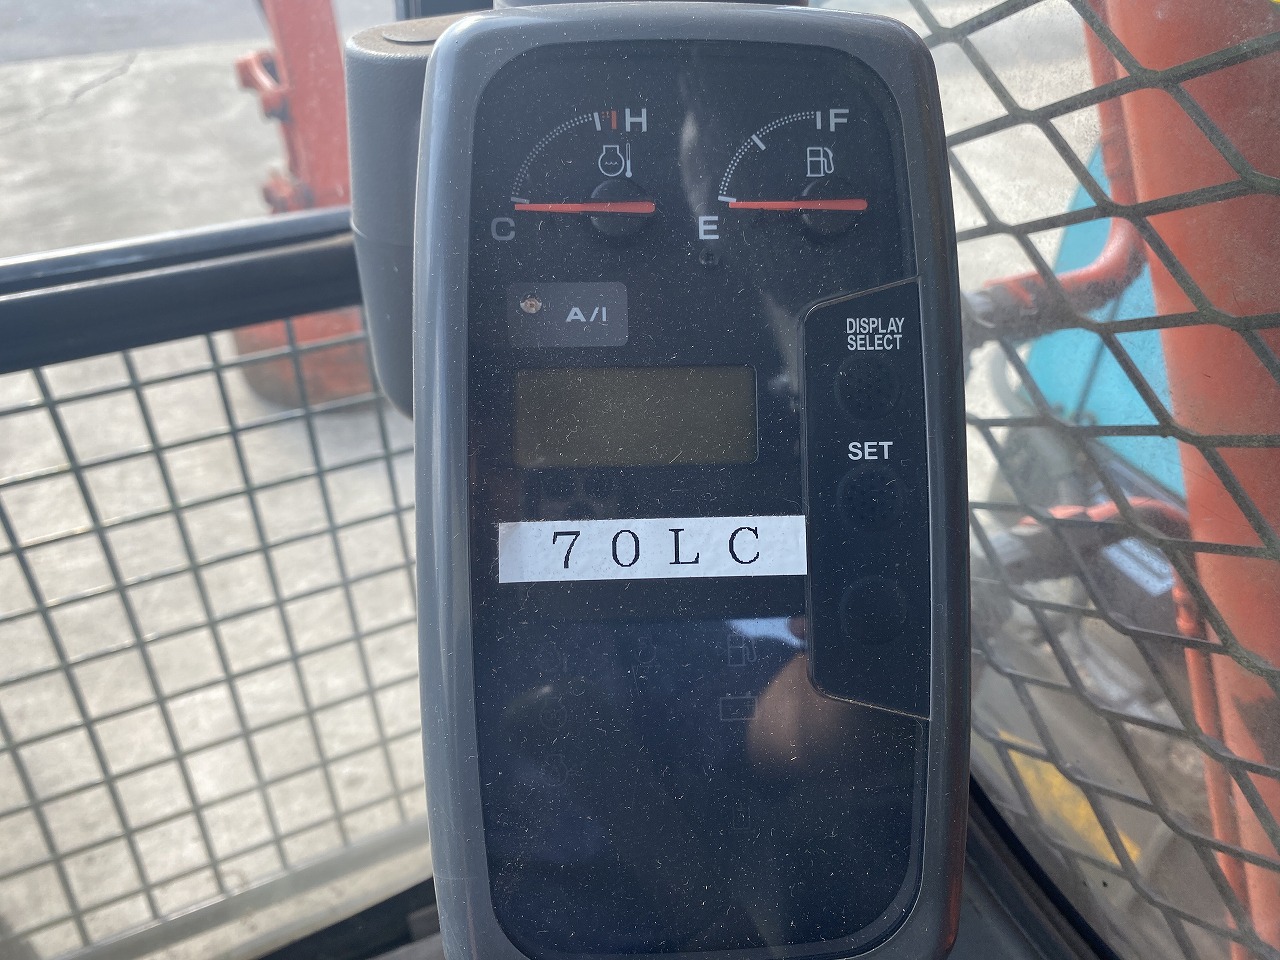 H
F
C
E
A/I
DISPLAY
SELECT
SET
７０ＬＣ